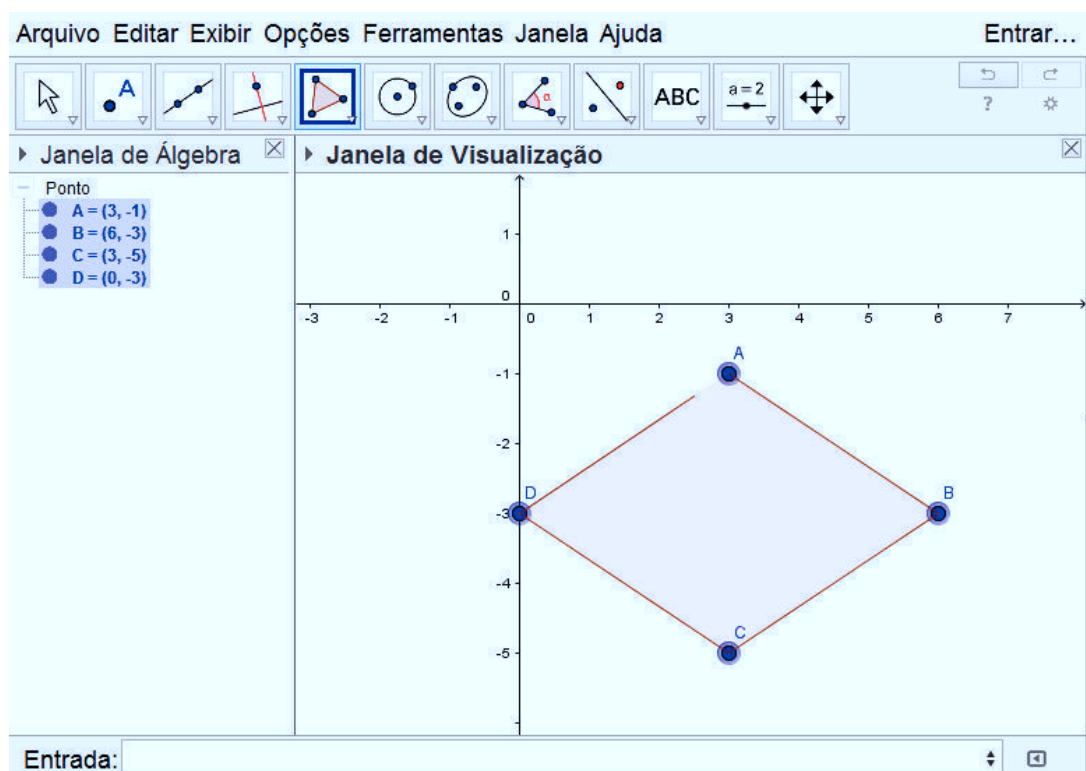 Arquivo Editar Exibir Opções Ferramentas Janela Ajuda Entrar...
A α ABC a = 2 ?
Janela de Álgebra
Janela de Visualização
Ponto
A = (3, -1)
B = (6, -3)
C = (3, -5)
D = (0, -3)
1
0
-3 -2 -1 0 1 2 3 4 5 6 7
A
-1
-2
D B
-3
-4
C
-5
Entrada: